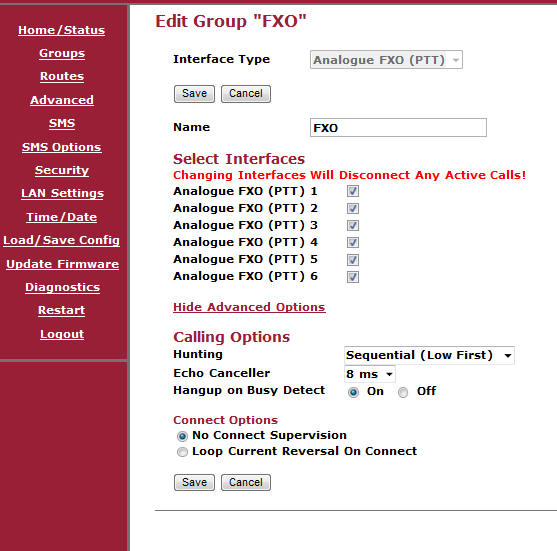 Home/Status
Groups
Routes
Advanced
SMS
SMS Options
Security
LAN Settings
Time/Date
Load/Save Config
Update Firmware
Diagnostics
Restart
Logout
Edit Group "FXO"
Interface Type Analogue FXO (PTT)
Save Cancel
Name FXO
Select Interfaces
Changing Interfaces Will Disconnect Any Active Calls!
Analogue FXO (PTT) 1
Analogue FXO (PTT) 2
Analogue FXO (PTT) 3
Analogue FXO (PTT) 4
Analogue FXO (PTT) 5
Analogue FXO (PTT) 6
Hide Advanced Options
Calling Options
Hunting Sequential (Low First)
Echo Canceller 8 ms
Hangup on Busy Detect On Off
Connect Options
No Connect Supervision
Loop Current Reversal On Connect
Save Cancel